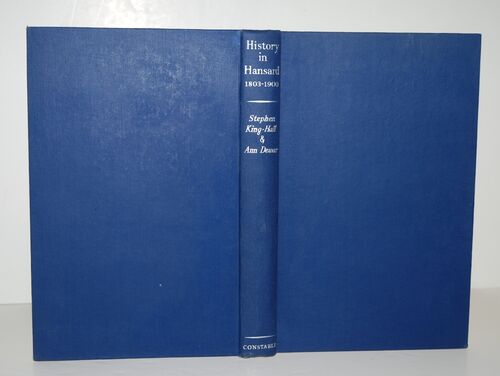 History
in
Hansard
1803-1900
Stephen
King-Hall
&
Ann Dewar
CONSTABLE